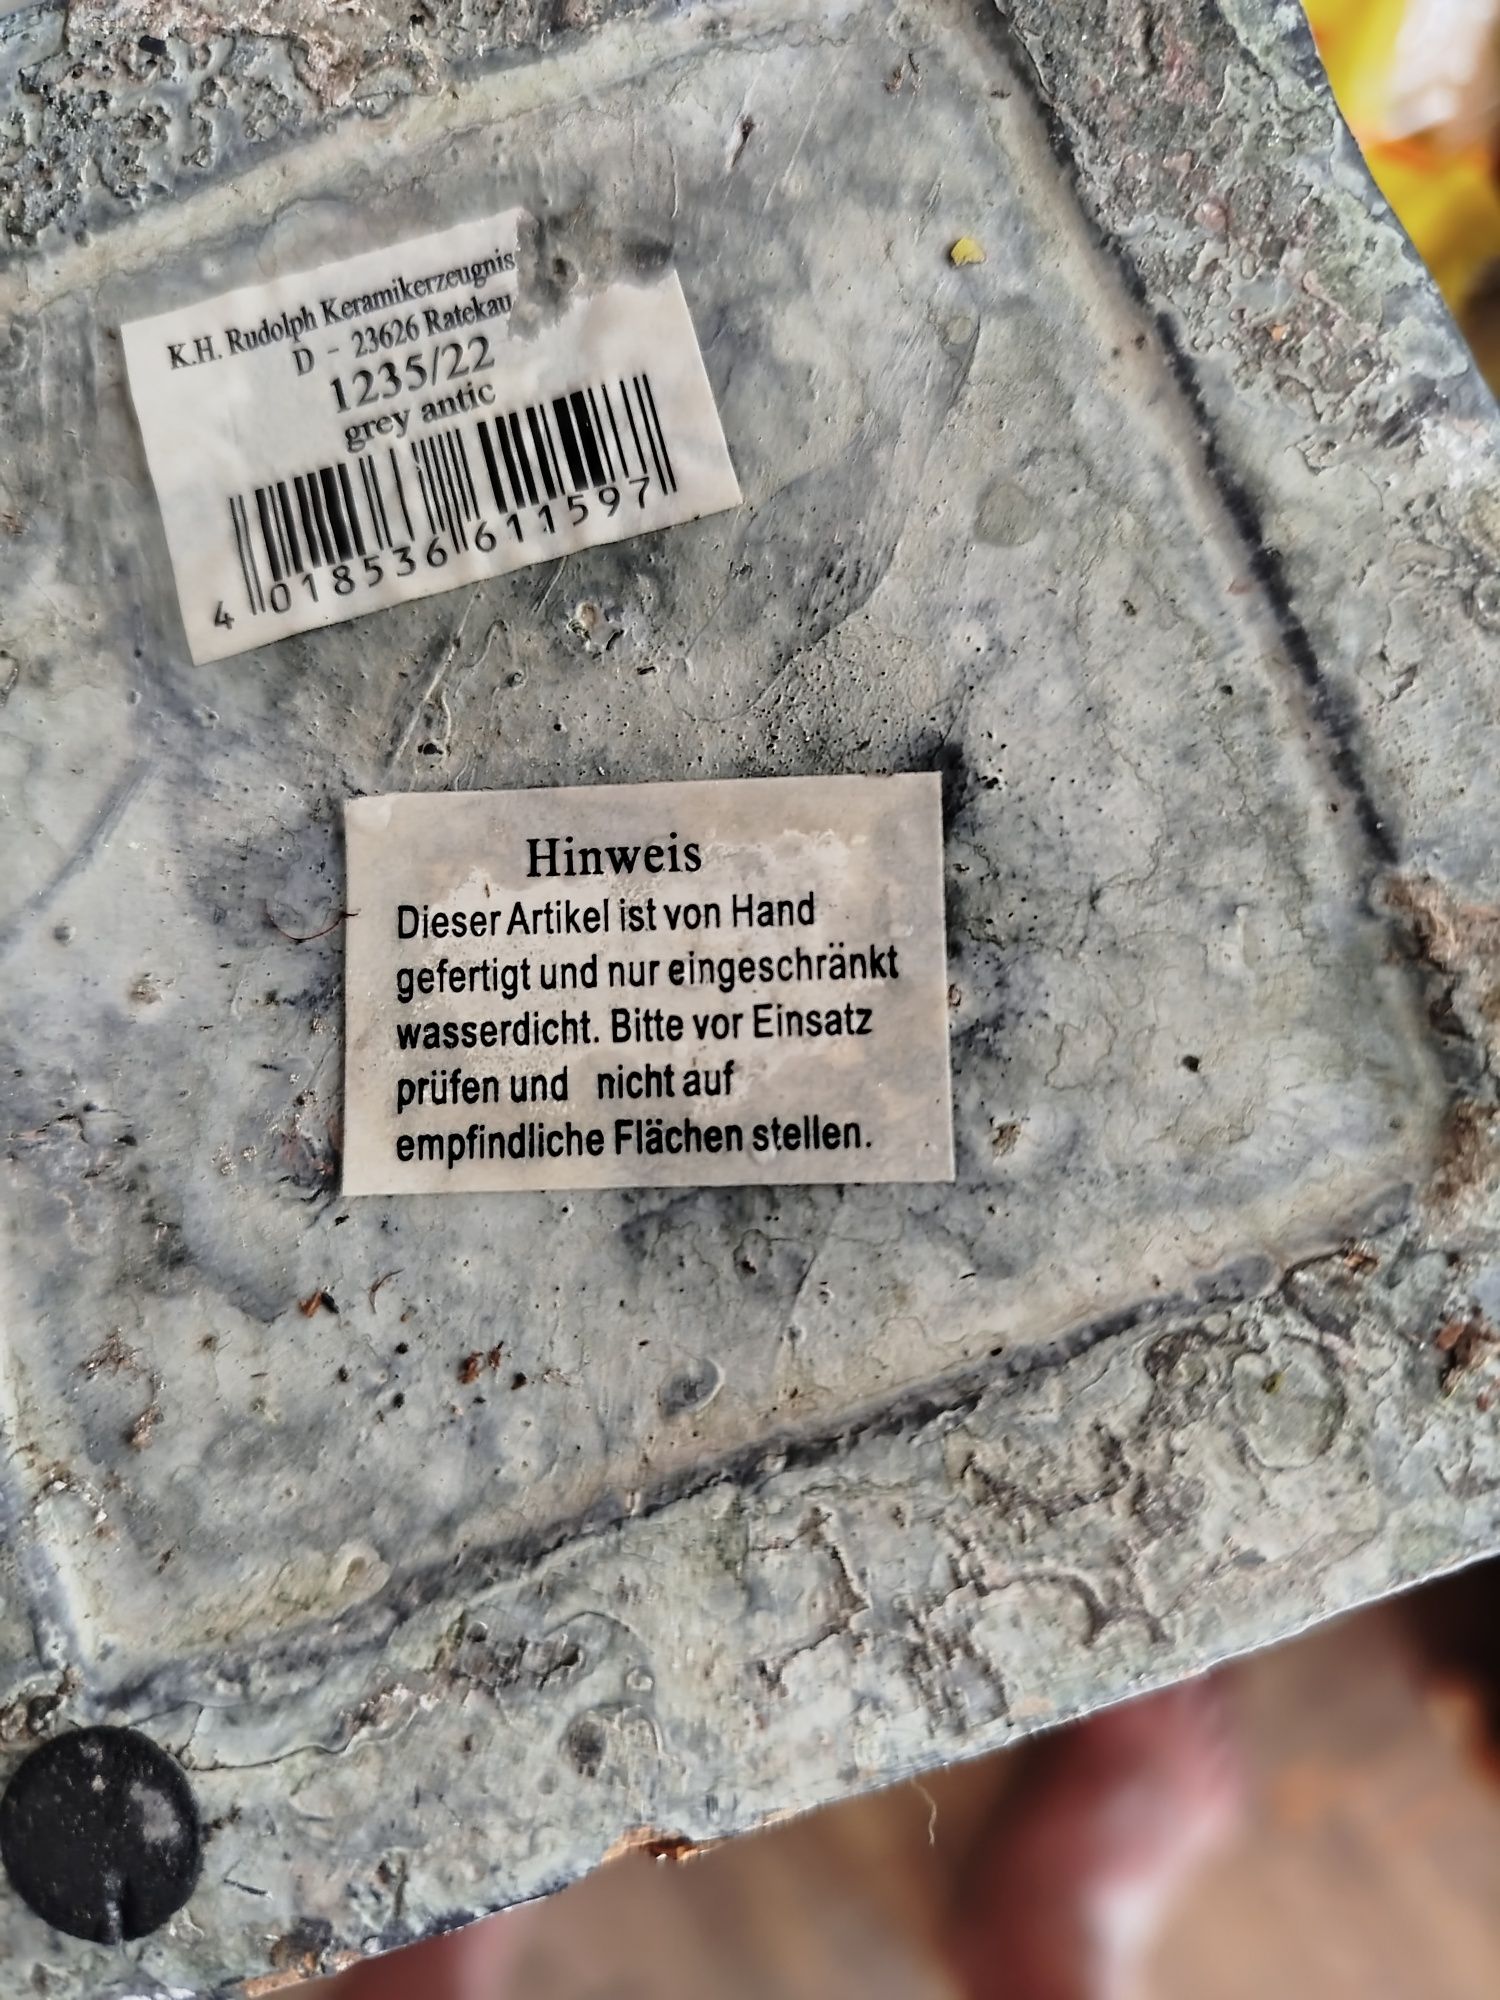 K.H. Rudolph Keramikerzeugnis
D - 23626 Ratekau
1235/22
grey antic
4 018536 611597
Hinweis
Dieser Artikel ist von Hand
gefertigt und nur eingeschränkt
wasserdicht. Bitte vor Einsatz
prüfen und nicht auf
empfindliche Flächen stellen.